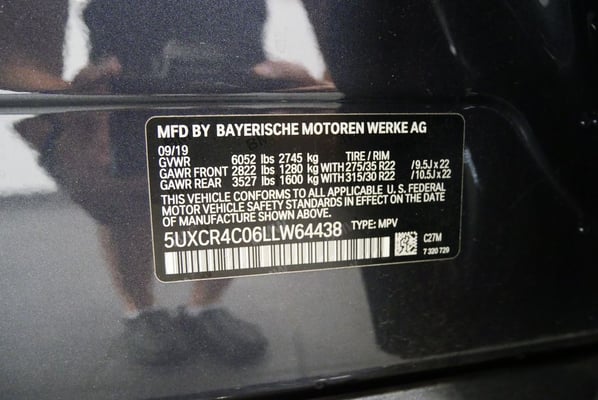 MFD BY BAYERISCHE MOTOREN WERKE AG
09/19
GVWR 6052 lbs 2745 kg TIRE / RIM
GAWR FRONT 2822 lbs 1280 kg WITH 275/35 R22 /9.5J x 22
GAWR REAR 3527 lbs 1600 kg WITH 315/30 R22 /10.5J x 22
THIS VEHICLE CONFORMS TO ALL APPLICABLE U.S. FEDERAL
MOTOR VEHICLE SAFETY STANDARDS IN EFFECT ON THE DATE
OF MANUFACTURE SHOWN ABOVE.
5UXCR4C06LLW64438 TYPE: MPV
C27M
7 320 729